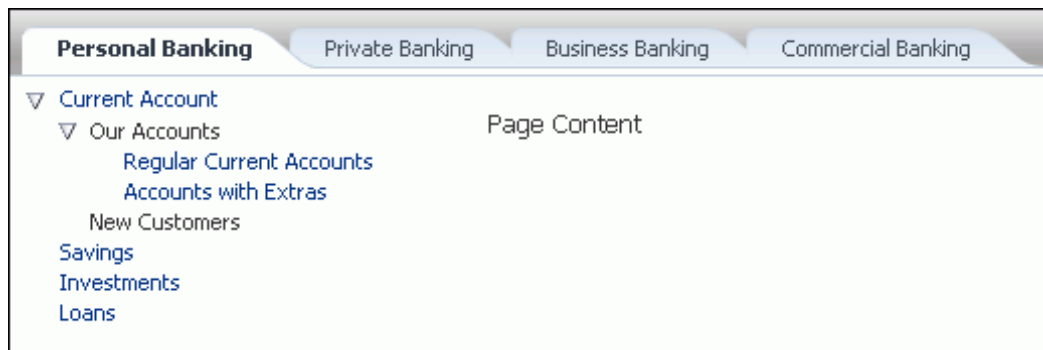 Personal Banking Private Banking Business Banking Commercial Banking
Current Account
Our Accounts
Page Content
Regular Current Accounts
Accounts with Extras
New Customers
Savings
Investments
Loans